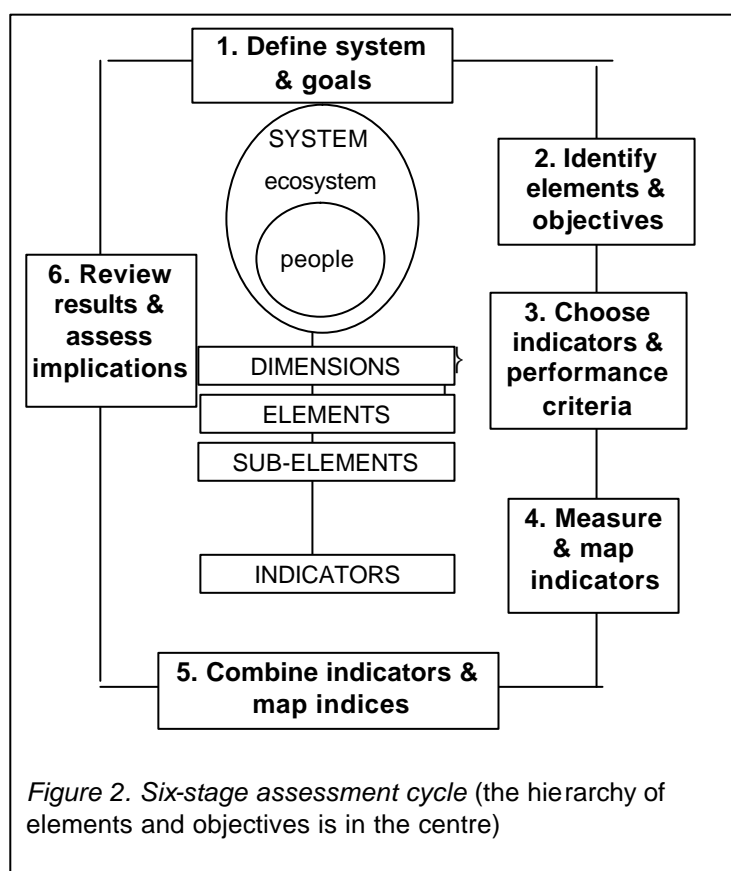 1. Define system
& goals
SYSTEM
ecosystem
people
2. Identify
elements &
objectives
6. Review
results &
assess
implications
3. Choose
indicators &
performance
criteria
DIMENSIONS
ELEMENTS
SUB-ELEMENTS
4. Measure
& map
indicators
INDICATORS
5. Combine indicators &
map indices
Figure 2. Six-stage assessment cycle (the hierarchy of
elements and objectives is in the centre)